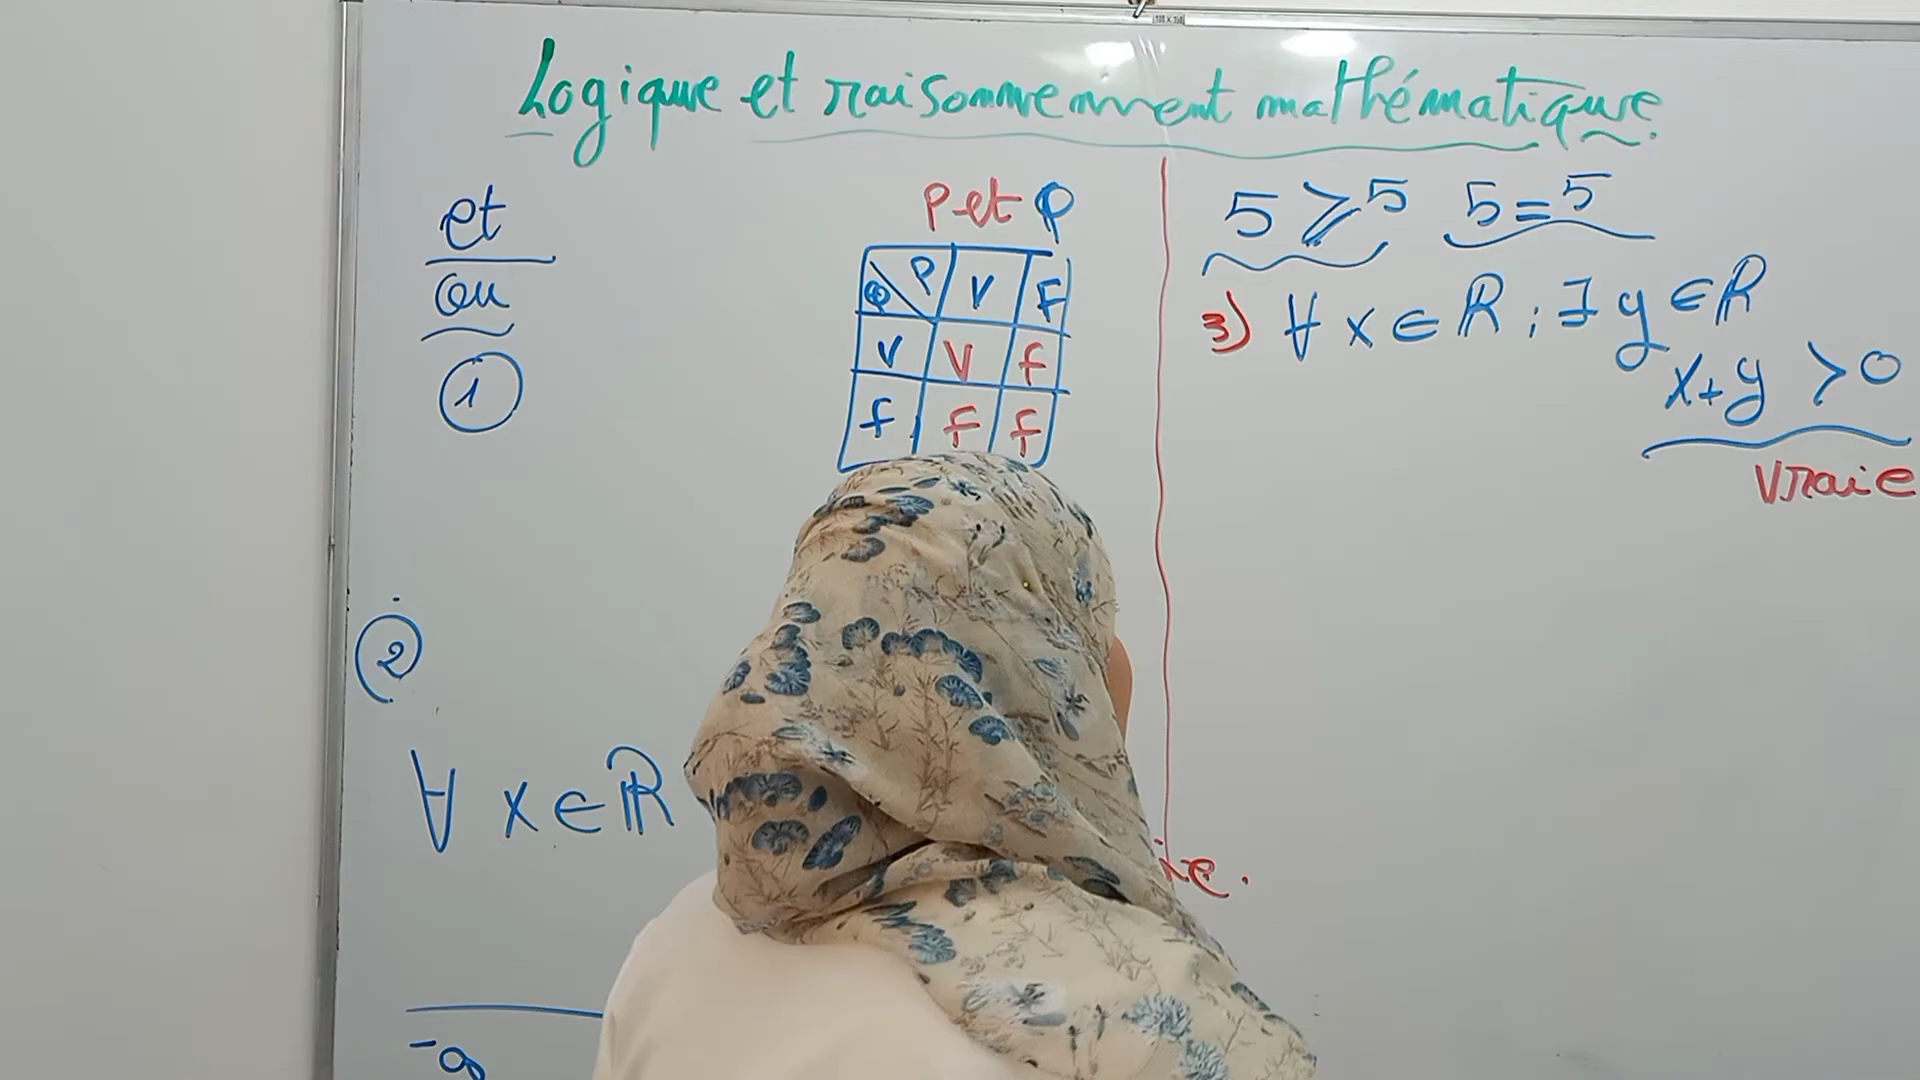 Logique et raisonnement mathématique.
et
ou
①
P et Q
Q P V F
V V F
F F F
②
∀ x ∈ ℝ
-∞
5 ⩾ 5 5 = 5
3) ∀ x ∈ ℝ ; ∃ y ∈ ℝ
x+y > 0
vraie